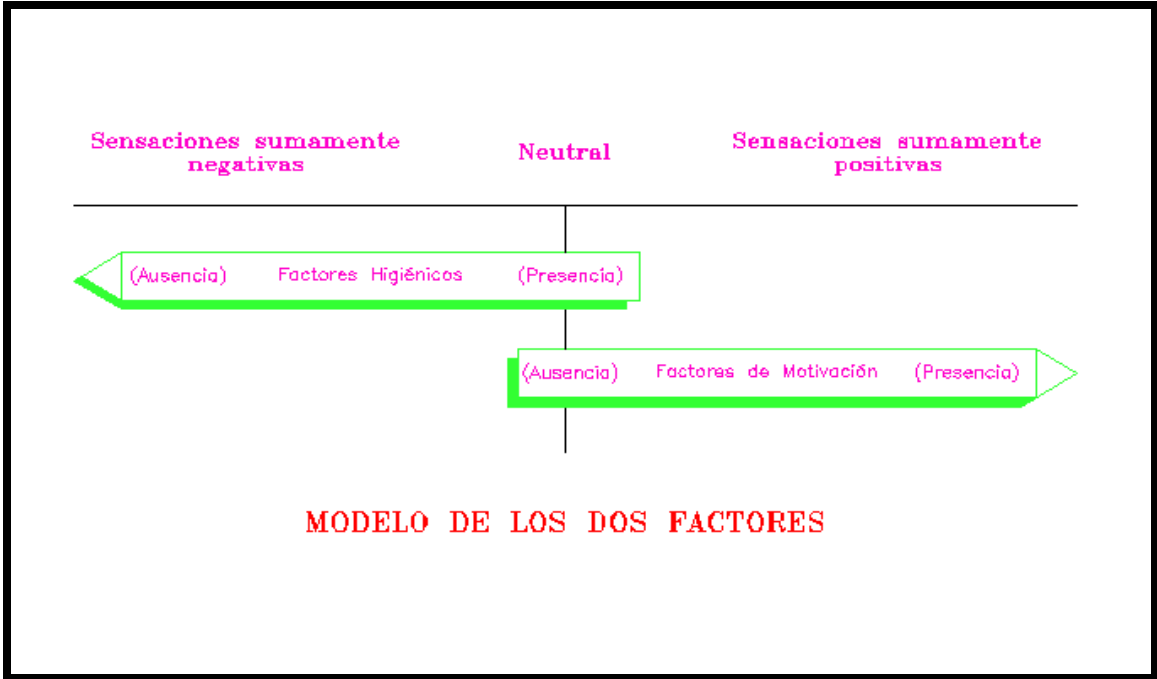 Sensaciones sumamente
negativas
Neutral
Sensaciones sumamente
positivas
(Ausencia) Factores Higiénicos (Presencia)
(Ausencia) Factores de Motivación (Presencia)
MODELO DE LOS DOS FACTORES